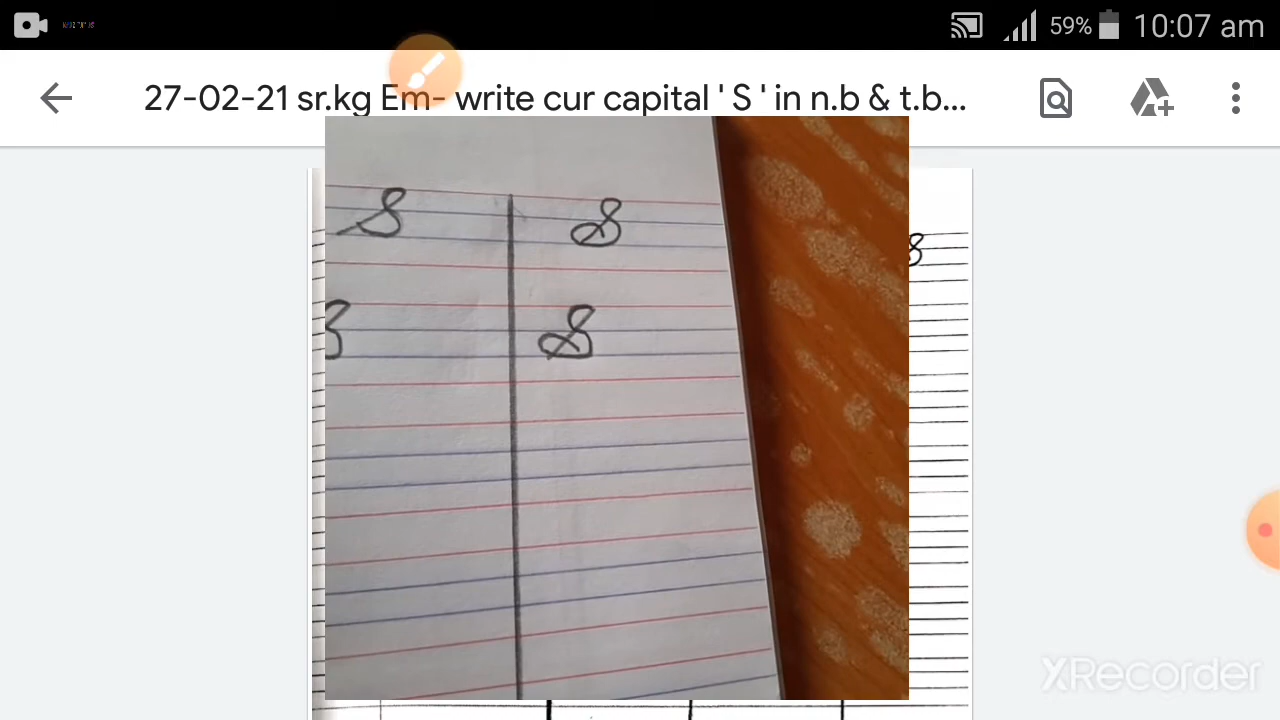 59% 10:07 am
27-02-21 sr.kg Em- write cur capital ' S ' in n.b & t.b...
S S
S
S S
XRecorder